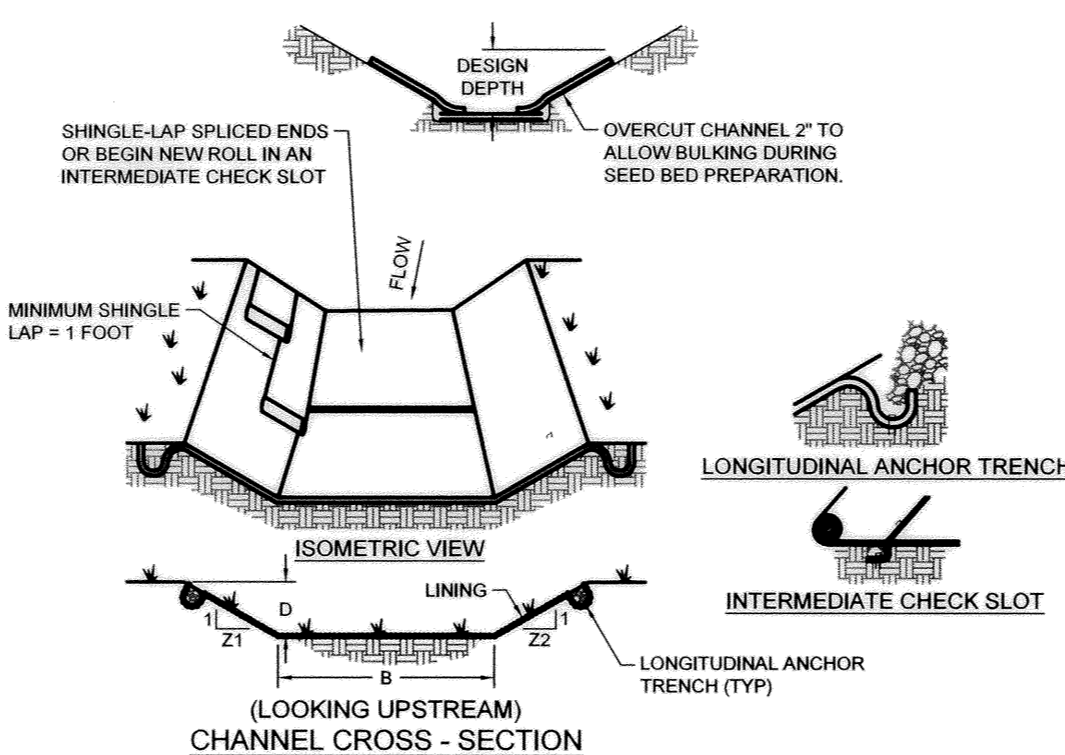 DESIGN
DEPTH
SHINGLE-LAP SPLICED ENDS
OR BEGIN NEW ROLL IN AN
INTERMEDIATE CHECK SLOT
OVERCUT CHANNEL 2" TO
ALLOW BULKING DURING
SEED BED PREPARATION.
FLOW
MINIMUM SHINGLE
LAP = 1 FOOT
LONGITUDINAL ANCHOR TRENCH
ISOMETRIC VIEW
INTERMEDIATE CHECK SLOT
LINING
D
1
Z1
1
Z2
B
LONGITUDINAL ANCHOR
TRENCH (TYP)
(LOOKING UPSTREAM)
CHANNEL CROSS - SECTION